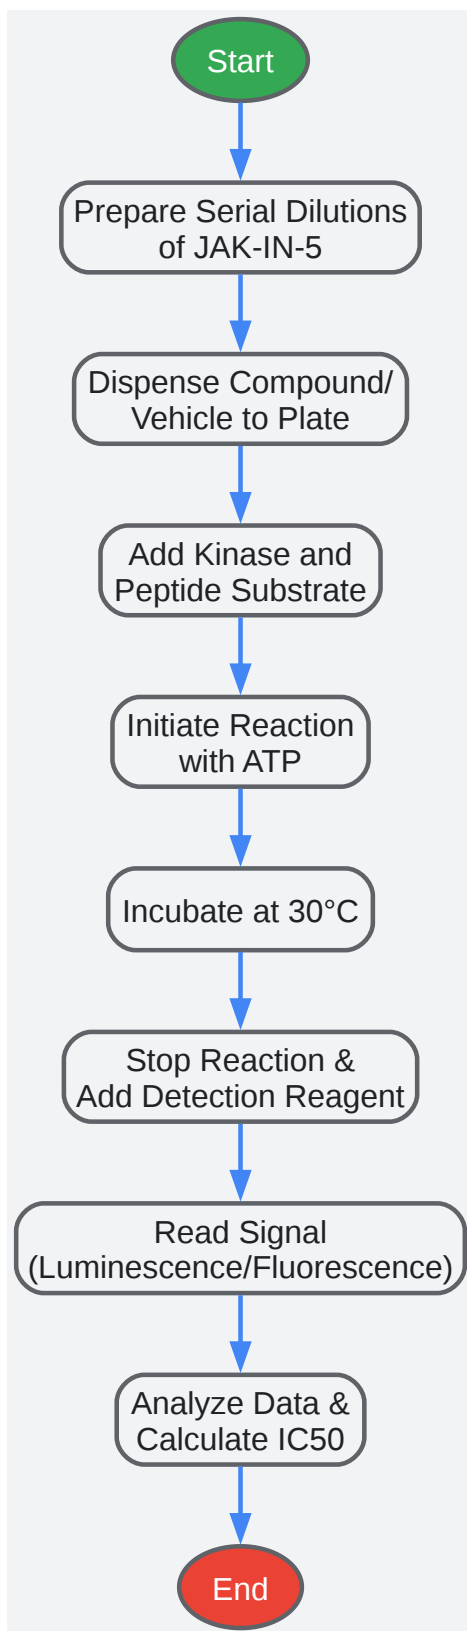 Start
Prepare Serial Dilutions
of JAK-IN-5
Dispense Compound/
Vehicle to Plate
Add Kinase and
Peptide Substrate
Initiate Reaction
with ATP
Incubate at 30°C
Stop Reaction &
Add Detection Reagent
Read Signal
(Luminescence/Fluorescence)
Analyze Data &
Calculate IC50
End